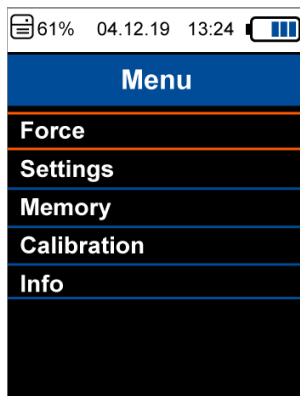 61% 04.12.19 13:24
Menu
Force
Settings
Memory
Calibration
Info